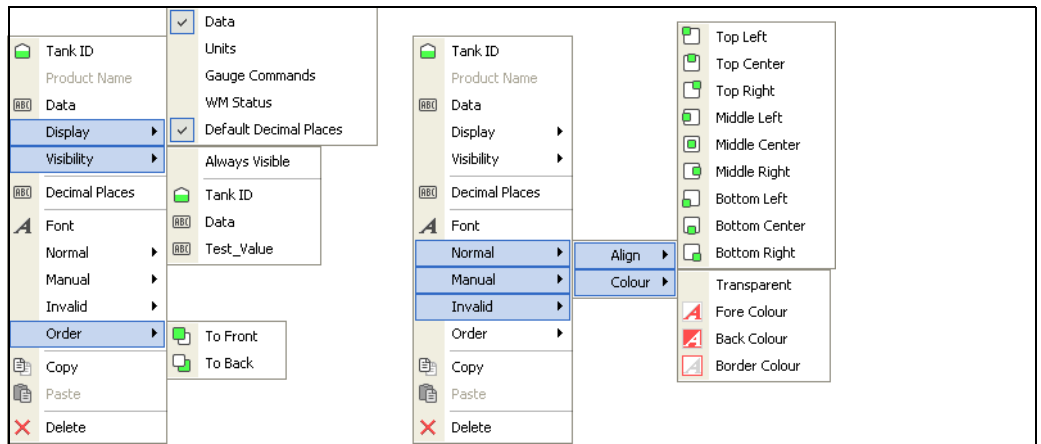 Tank ID
Product Name
Data
Display
Visibility
Decimal Places
Font
Normal
Manual
Invalid
Order
Copy
Paste
Delete
Data
Units
Gauge Commands
WM Status
Default Decimal Places
Always Visible
Tank ID
Data
Test_Value
To Front
To Back
Tank ID
Product Name
Data
Display
Visibility
Decimal Places
Font
Normal
Manual
Invalid
Order
Copy
Paste
Delete
Align
Colour
Top Left
Top Center
Top Right
Middle Left
Middle Center
Middle Right
Bottom Left
Bottom Center
Bottom Right
Transparent
Fore Colour
Back Colour
Border Colour